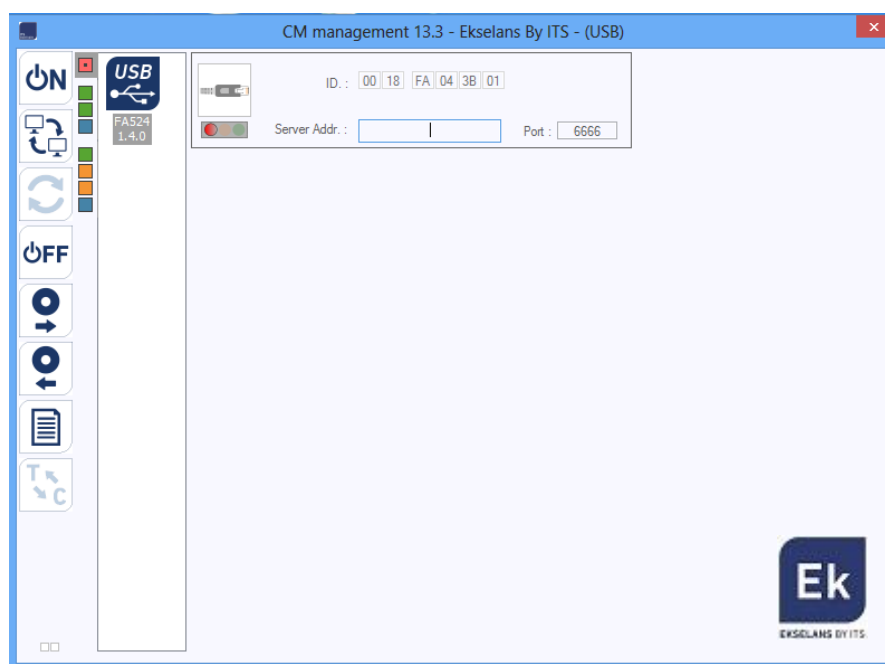 CM management 13.3 - Ekselans By ITS - (USB)
ON
USB
FA524
1.4.0
ID. : 00 18 FA 04 3B 01
Server Addr. : Port : 6666
OFF
T
C
Ek
EKSELANS BY ITS